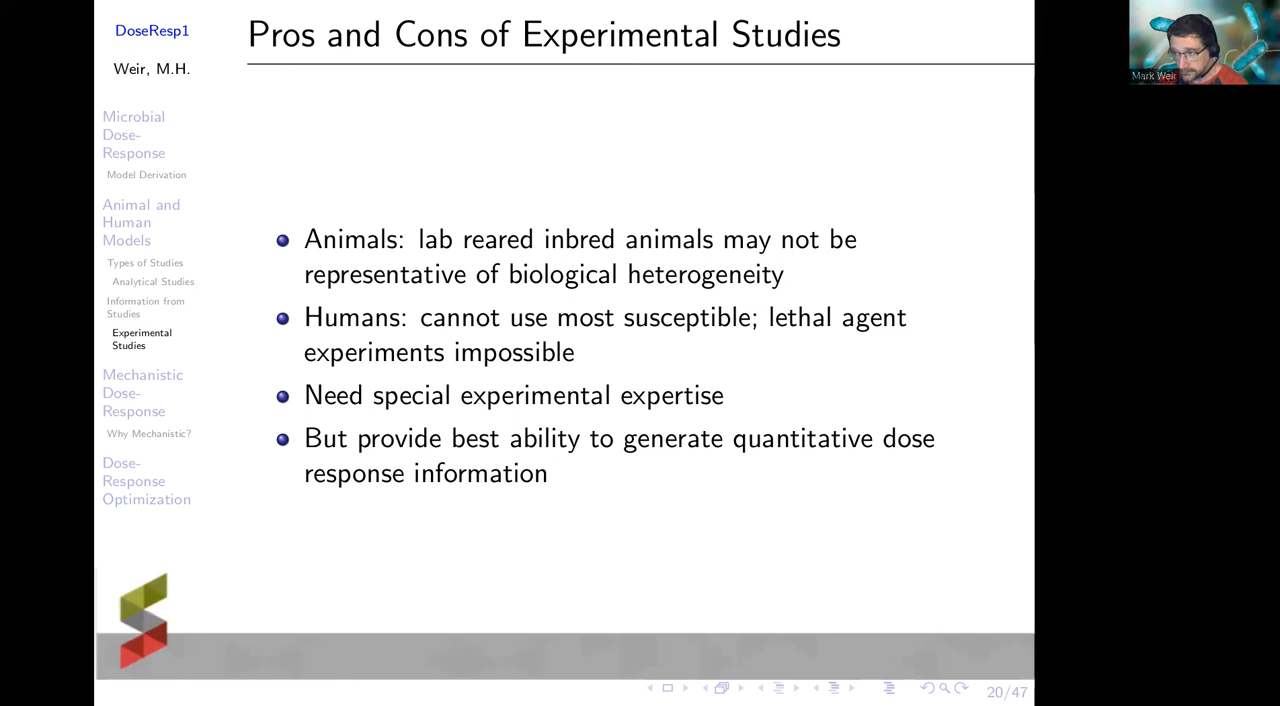 DoseResp1
Weir, M.H.
Microbial
Dose-
Response
Model Derivation
Animal and
Human
Models
Types of Studies
Analytical Studies
Information from
Studies
Experimental
Studies
Mechanistic
Dose-
Response
Why Mechanistic?
Dose-
Response
Optimization
Pros and Cons of Experimental Studies
Animals: lab reared inbred animals may not be
representative of biological heterogeneity
Humans: cannot use most susceptible; lethal agent
experiments impossible
Need special experimental expertise
But provide best ability to generate quantitative dose
response information
20/47
Mark Weir